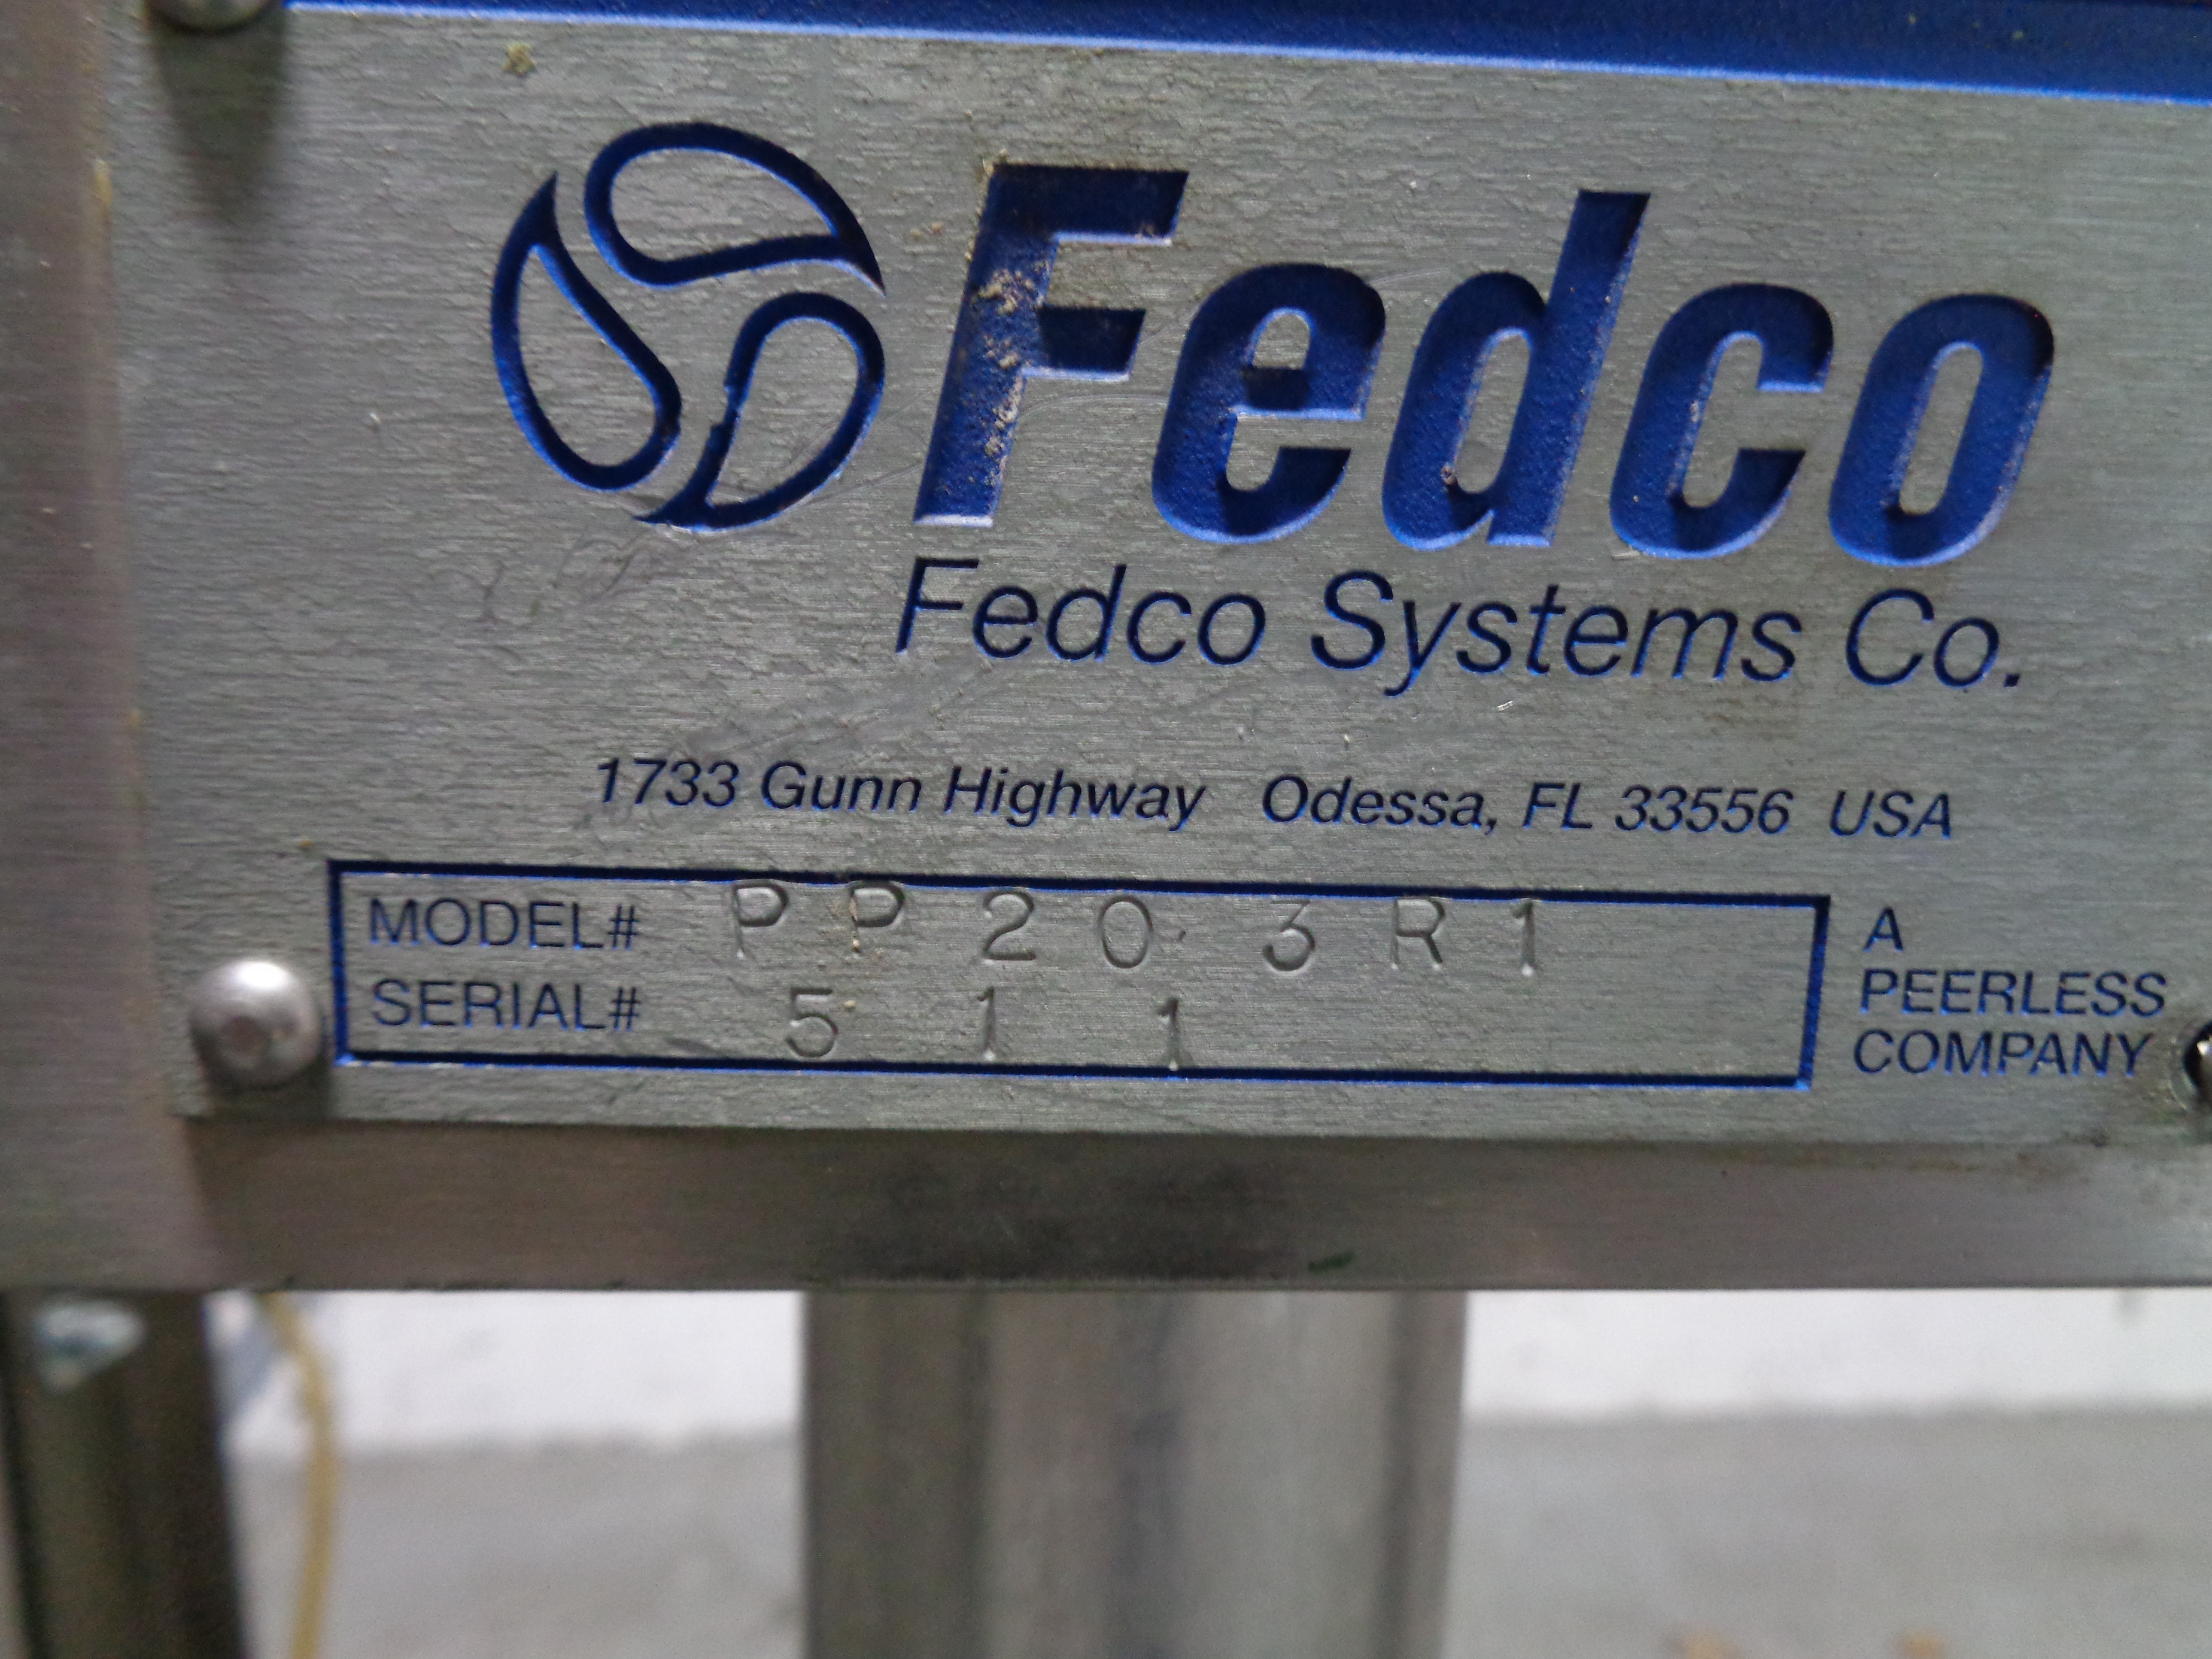 Fedco
Fedco Systems Co.
1733 Gunn Highway Odessa, FL 33556 USA
MODEL# PP203R1
SERIAL# 511
A
PEERLESS
COMPANY